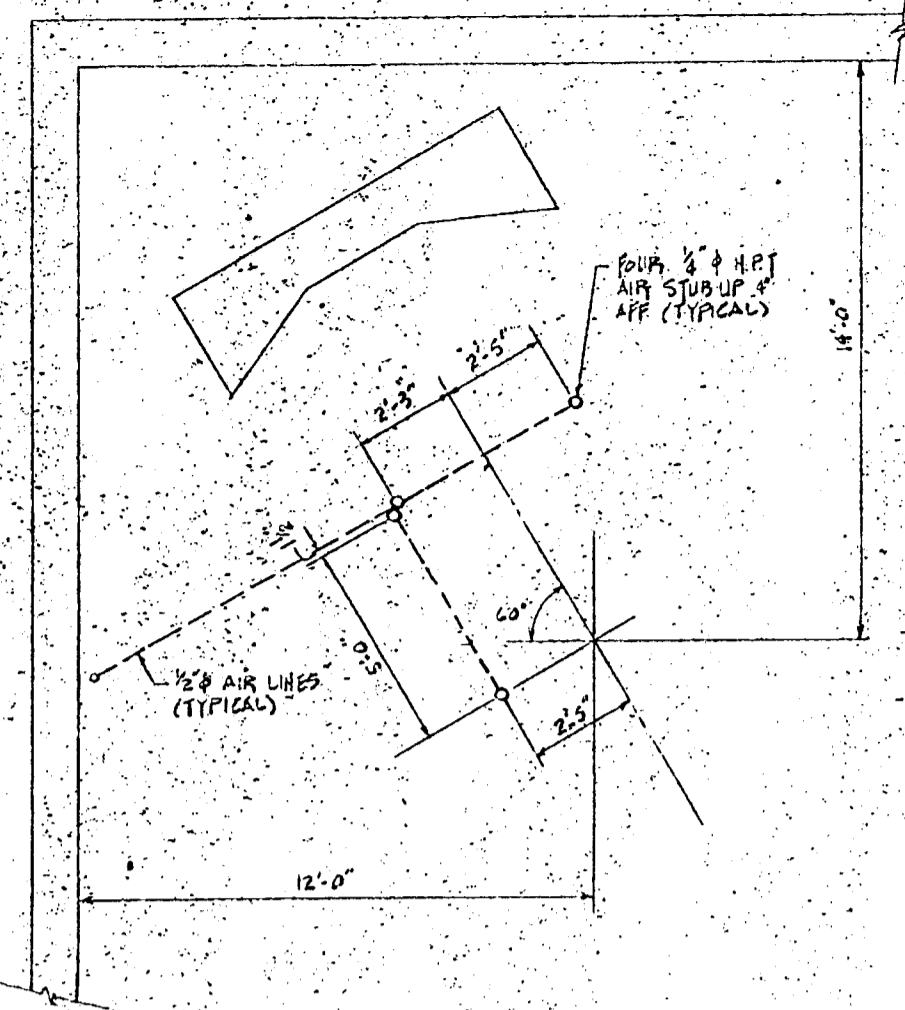 FOUR 1/4" φ N.P.T
AIR STUB UP 4"
AFF (TYPICAL)
14'-0"
2'-5"
2'-3"
60°
5'-0"
1/2" φ AIR LINES
(TYPICAL)
2'-5"
12'-0"